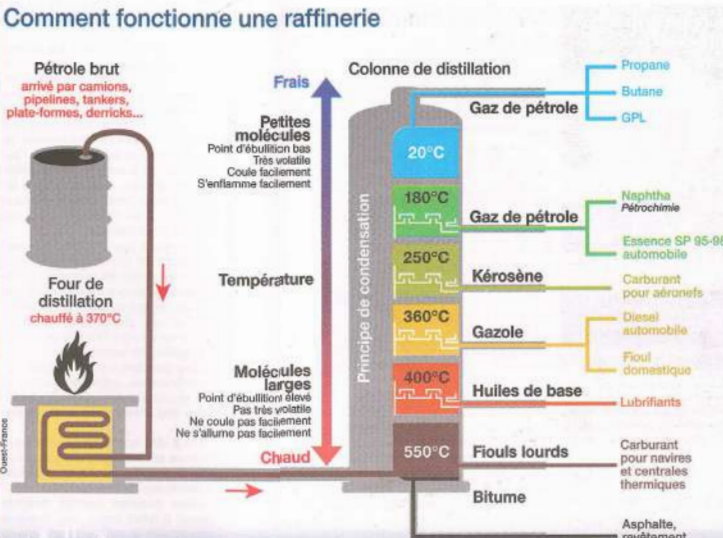 Comment fonctionne une raffinerie
Pétrole brut
arrivé par camions,
pipelines, tankers,
plate-formes, derricks...
Four de
distillation
chauffé à 370°C
Ouest-France
Frais
Petites
molécules
Point d'ébullition bas
Très volatile
Coule facilement
S'enflamme facilement
Température
Molécules
larges
Point d'ébullition élevé
Pas très volatile
Ne coule pas facilement
Ne s'allume pas facilement
Chaud
Colonne de distillation
Principe de condensation
20°C
180°C
250°C
360°C
400°C
550°C
Gaz de pétrole
Propane
Butane
GPL
Gaz de pétrole
Naphtha
Pétrochimie
Essence SP 95-98
automobile
Kérosène
Carburant
pour aéronefs
Gazole
Diesel
automobile
Fioul
domestique
Huiles de base
Lubrifiants
Fiouls lourds
Carburant
pour navires
et centrales
thermiques
Bitume
Asphalte,
revêtement